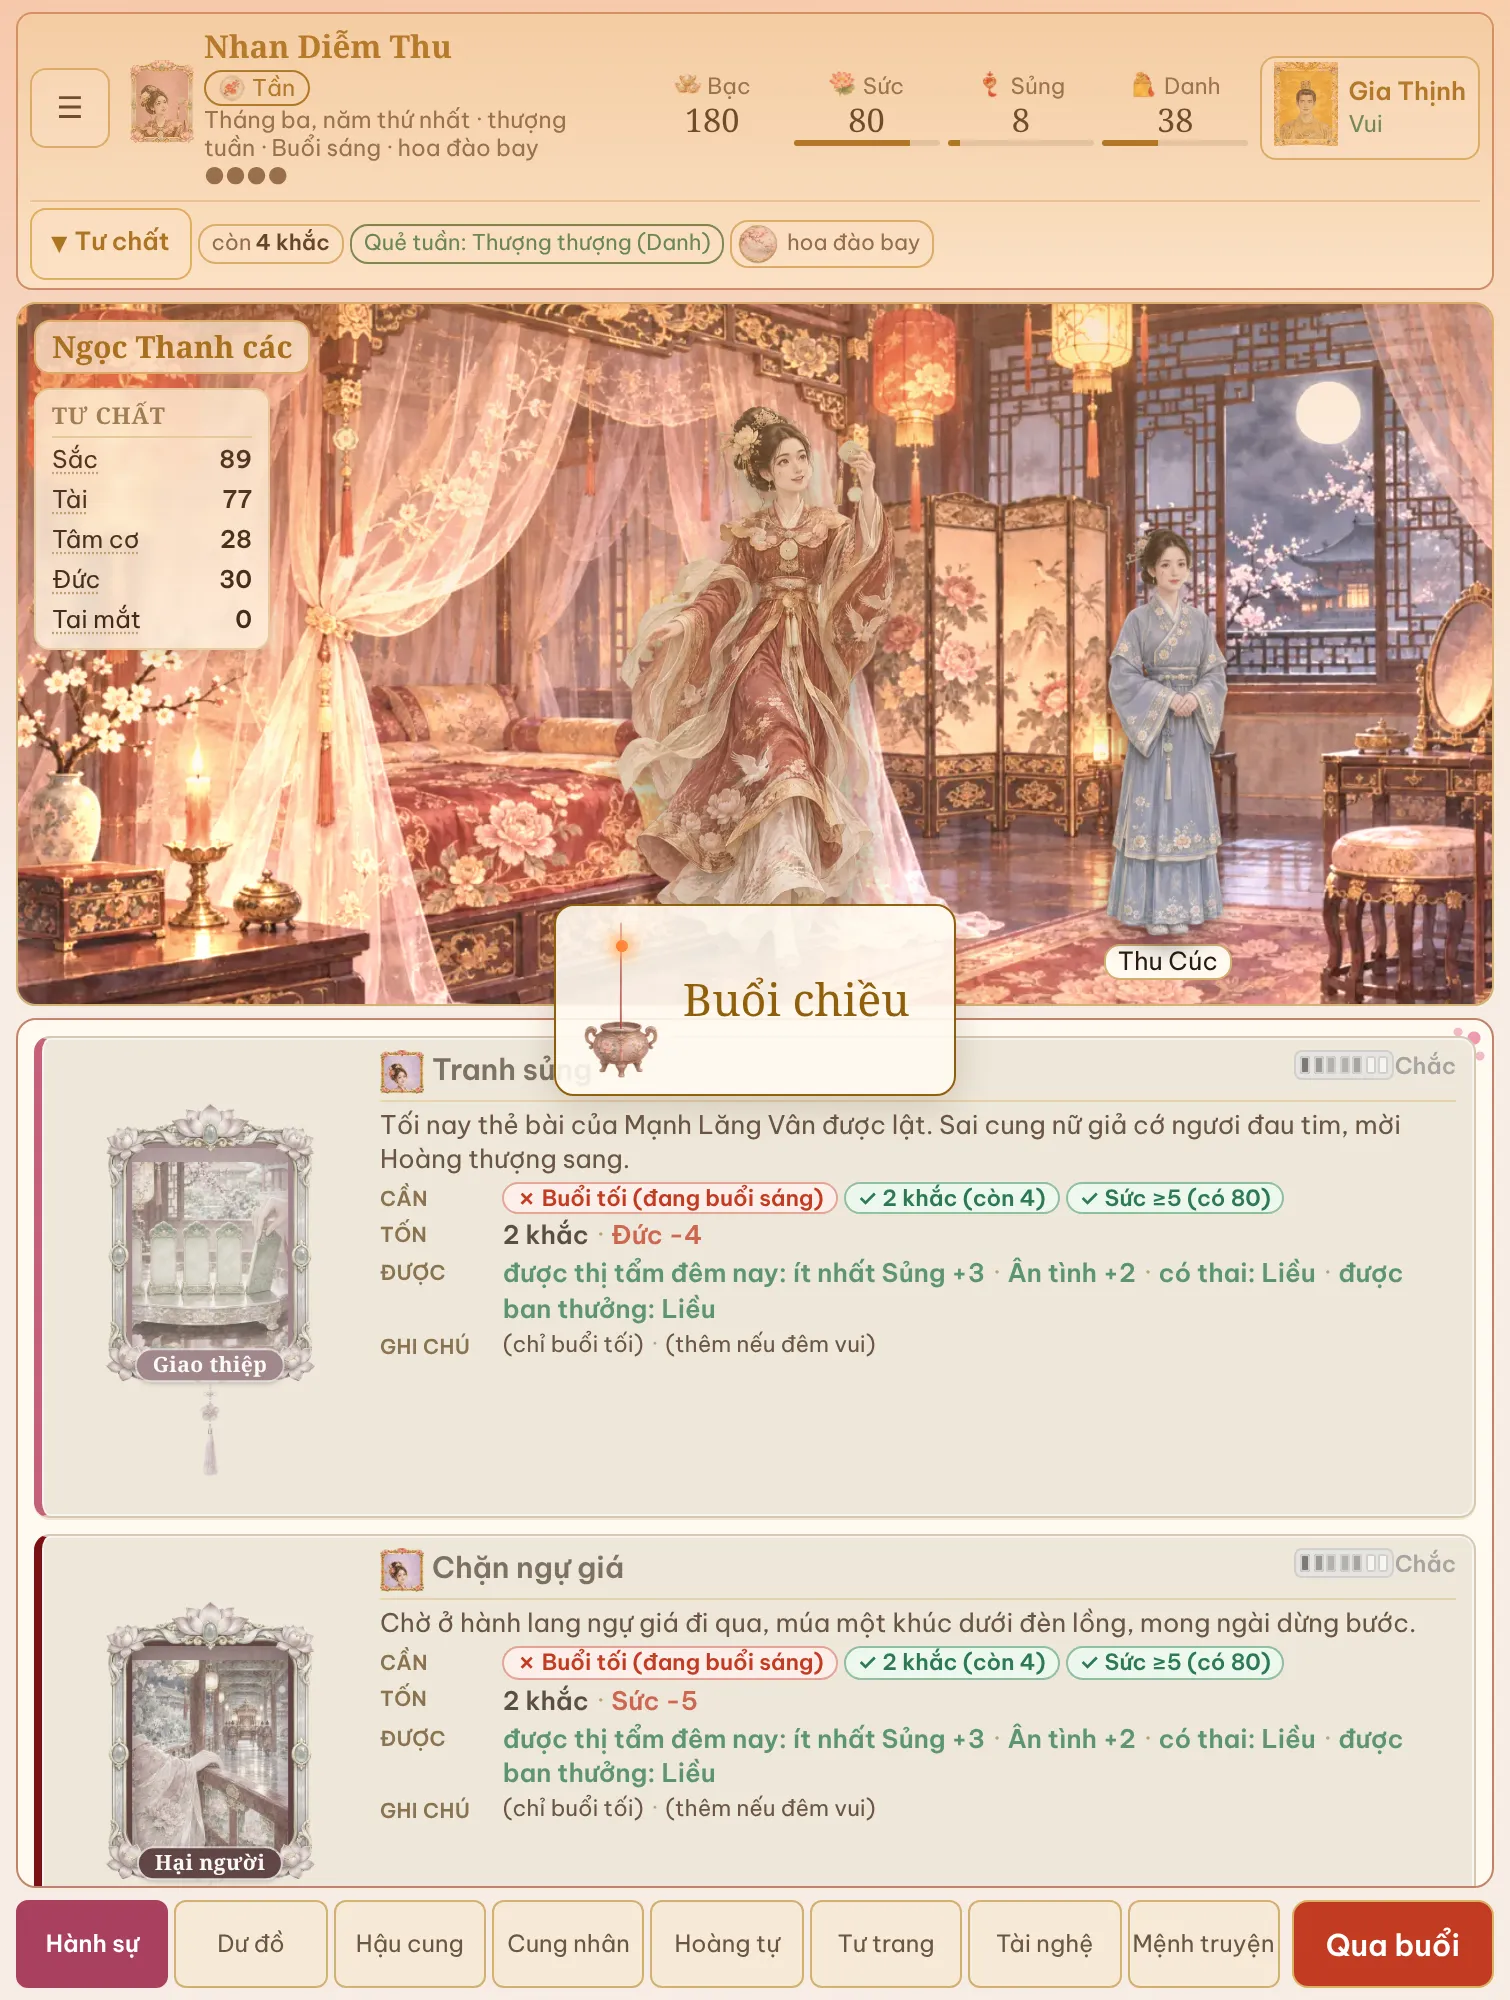 Nhan Diễm Thu
Tần
Tháng ba, năm thứ nhất · thượng
tuần · Buổi sáng · hoa đào bay
Bạc
180
Sức
80
Sủng
8
Danh
38
Gia Thịnh
Vui
▼ Tư chất
còn 4 khắc
Quẻ tuần: Thượng thượng (Danh)
hoa đào bay
Ngọc Thanh các
TƯ CHẤT
Sắc 89
Tài 77
Tâm cơ 28
Đức 30
Tai mắt 0
Thu Cúc
Buổi chiều
Tranh sủng
Chắc
Tối nay thẻ bài của Mạnh Lăng Vân được lật. Sai cung nữ giả cớ ngươi đau tim, mời
Hoàng thượng sang.
CẦN × Buổi tối (đang buổi sáng) ✓ 2 khắc (còn 4) ✓ Sức ≥5 (có 80)
TỐN 2 khắc · Đức -4
ĐƯỢC được thị tẩm đêm nay: ít nhất Sủng +3 · Ân tình +2 · có thai: Liều · được
ban thưởng: Liều
GHI CHÚ (chỉ buổi tối) · (thêm nếu đêm vui)
Giao thiệp
Chặn ngự giá
Chắc
Chờ ở hành lang ngự giá đi qua, múa một khúc dưới đèn lồng, mong ngài dừng bước.
CẦN × Buổi tối (đang buổi sáng) ✓ 2 khắc (còn 4) ✓ Sức ≥5 (có 80)
TỐN 2 khắc · Sức -5
ĐƯỢC được thị tẩm đêm nay: ít nhất Sủng +3 · Ân tình +2 · có thai: Liều · được
ban thưởng: Liều
GHI CHÚ (chỉ buổi tối) · (thêm nếu đêm vui)
Hại người
Hành sự
Dư đồ
Hậu cung
Cung nhân
Hoàng tự
Tư trang
Tài nghệ
Mệnh truyện
Qua buổi